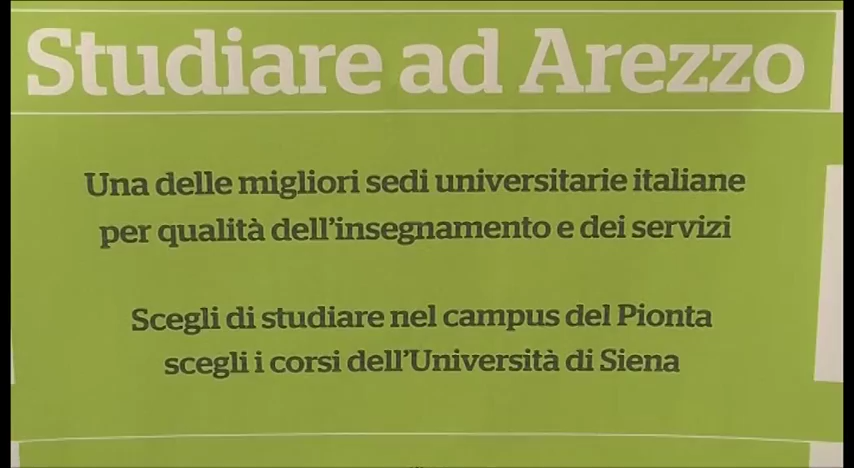 Studiare ad Arezzo
Una delle migliori sedi universitarie italiane
per qualità dell'insegnamento e dei servizi
Scegli di studiare nel campus del Pionta
scegli i corsi dell'Università di Siena